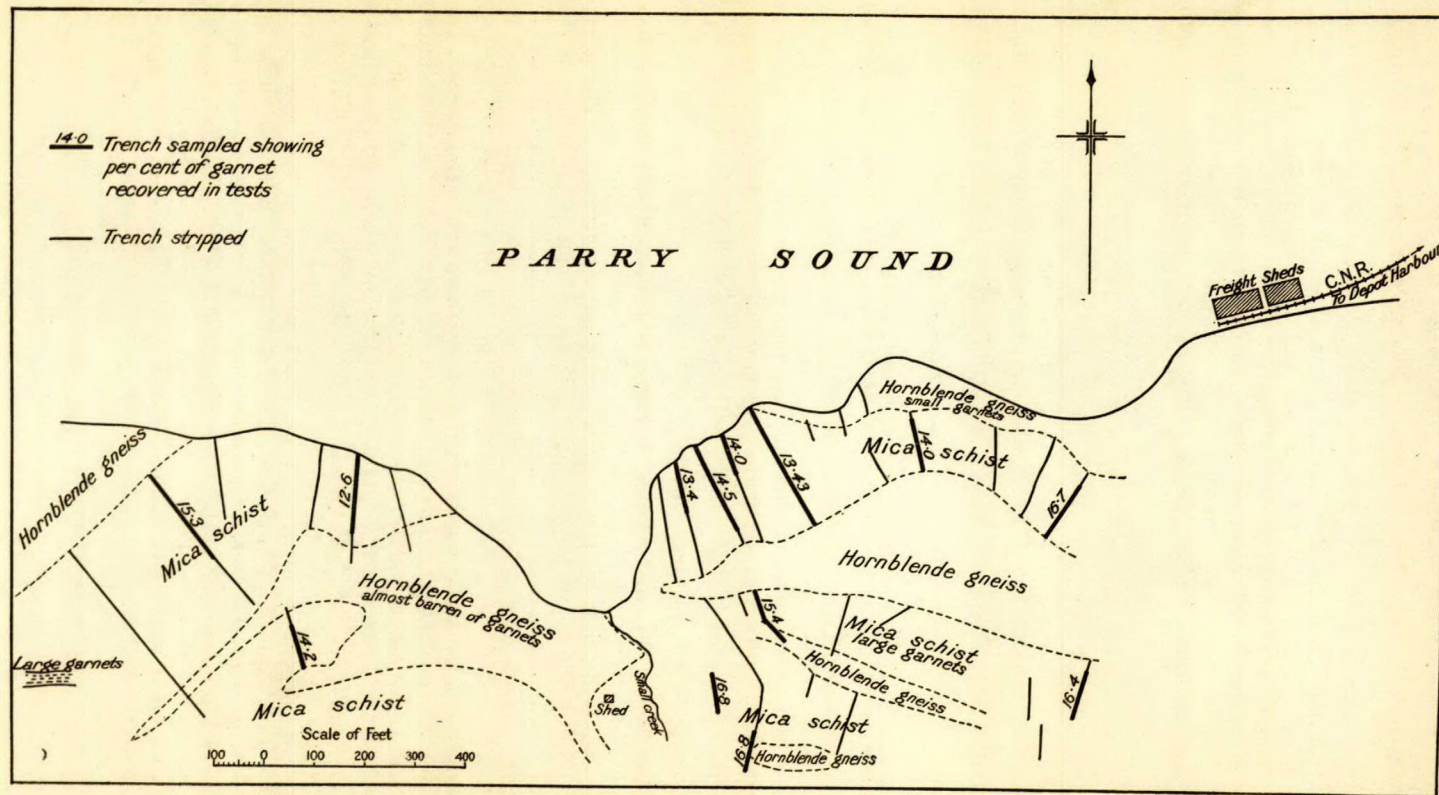 14·0 Trench sampled showing
per cent of garnet
recovered in tests
Trench stripped
PARRY SOUND
Freight Sheds
C.N.R.
To Depot Harbour
Hornblende gneiss
small garnets
Mica schist
14·0
16·7
13·4
14·5
14·0
13·43
Hornblende gneiss
15·3
Mica schist
12·6
Hornblende gneiss
almost barren of garnets
14·2
Large garnets
Mica schist
Shed
Small creek
Hornblende gneiss
15·4
Mica schist
large garnets
Hornblende gneiss
16·4
16·8
Mica schist
16·8
Hornblende gneiss
Scale of Feet
100 0 100 200 300 400